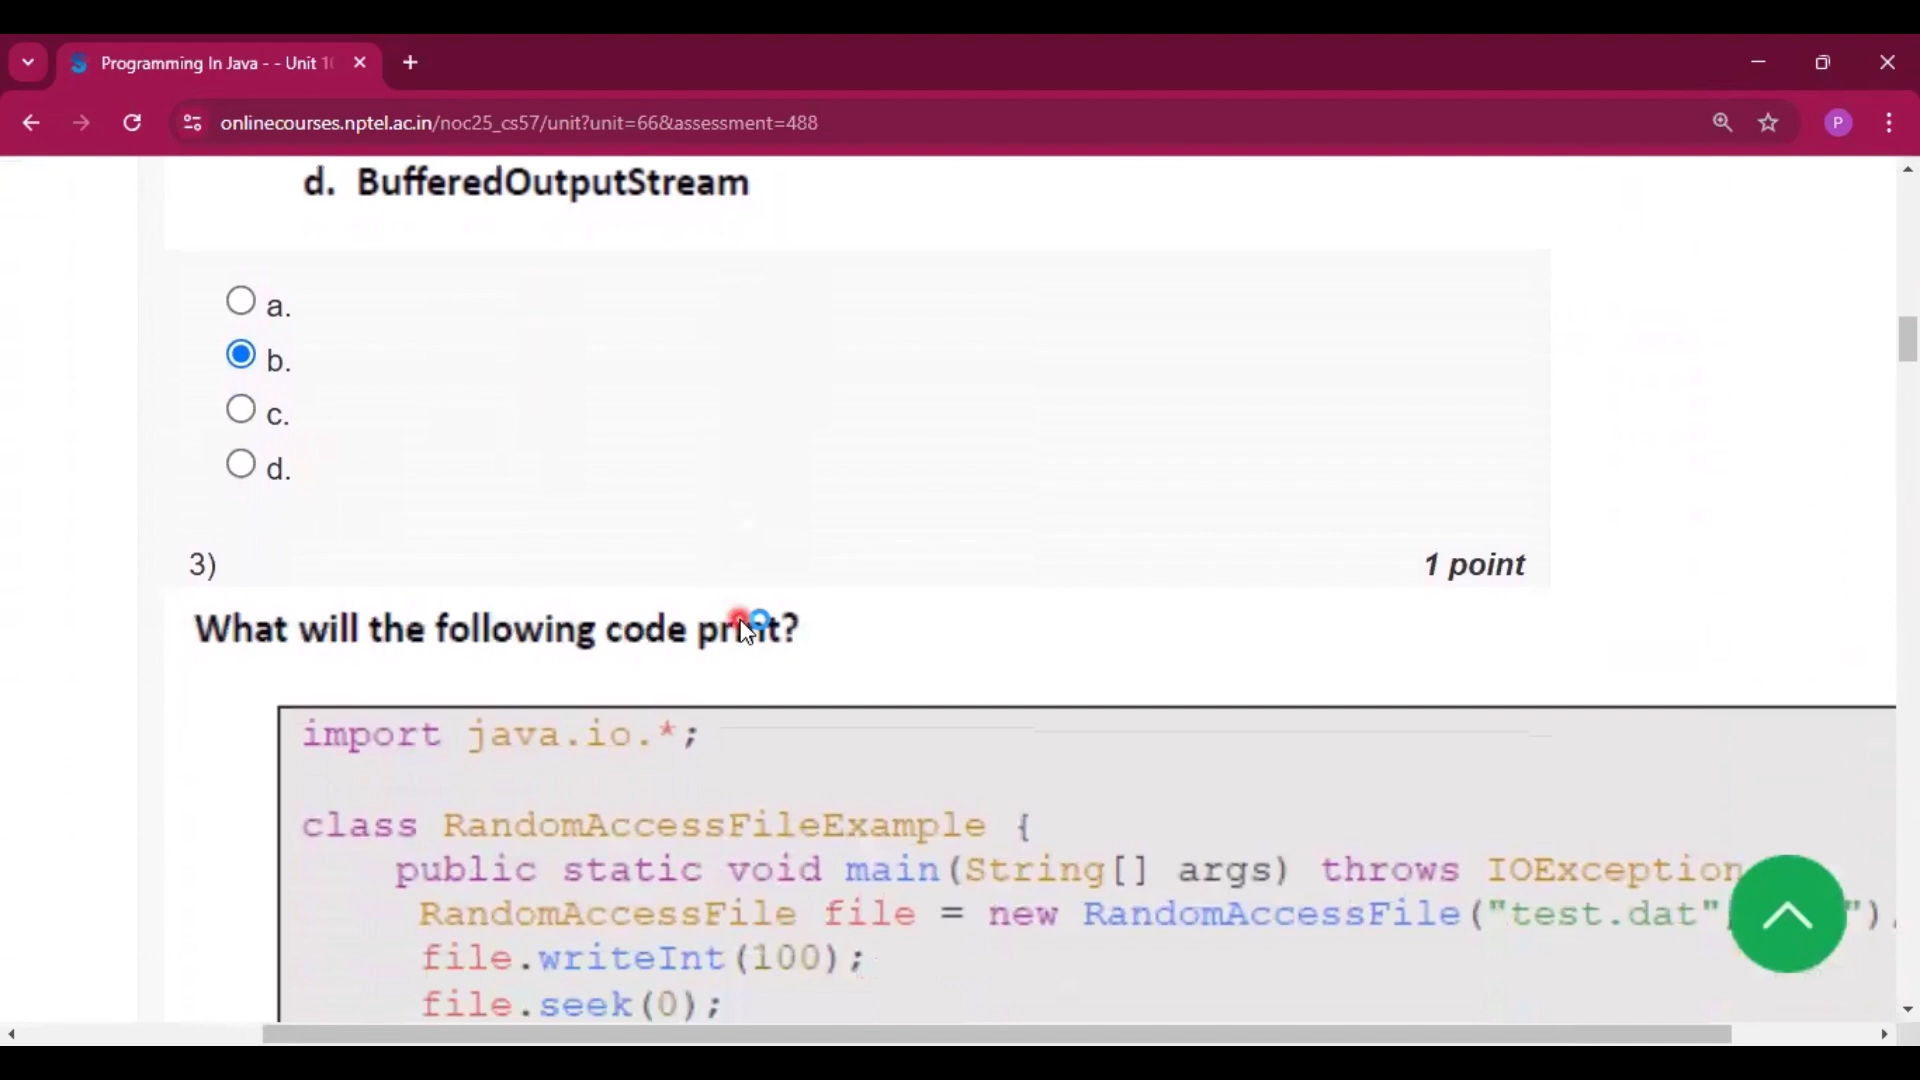 Programming In Java - - Unit 10
onlinecourses.nptel.ac.in/noc25_cs57/unit?unit=66&assessment=488
P
d. BufferedOutputStream
a.
b.
c.
d.
3)
1 point
What will the following code print?
import java.io.*;
class RandomAccessFileExample {
public static void main(String[] args) throws IOException
RandomAccessFile file = new RandomAccessFile("test.dat", ")
file.writeInt(100);
file.seek(0);